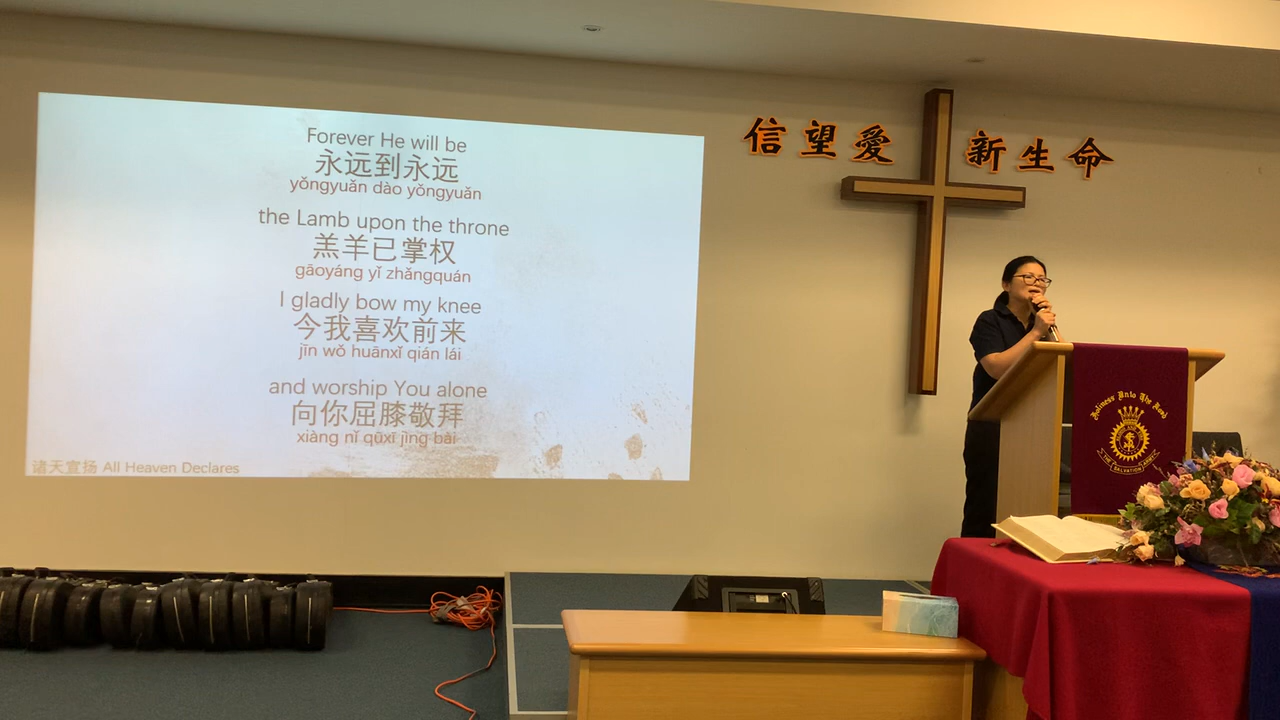 Forever He will be
永远到永远
yǒngyuǎn dào yǒngyuǎn
the Lamb upon the throne
羔羊已掌权
gāoyáng yǐ zhǎngquán
I gladly bow my knee
今我喜欢前来
jīn wǒ huānxǐ qián lái
and worship You alone
向你屈膝敬拜
xiàng nǐ qūxī jìng bài
诸天宣扬 All Heaven Declares
信望愛 新生命
Holiness Unto The Lord
THE SALVATION ARMY